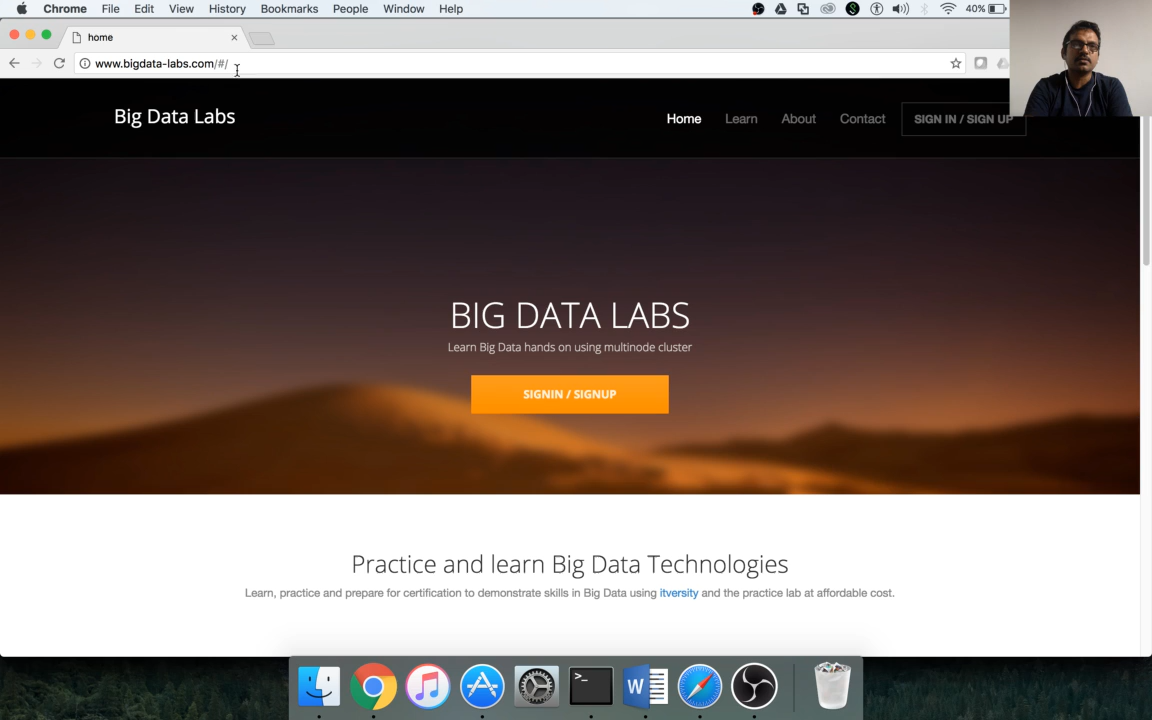 Chrome File Edit View History Bookmarks People Window Help 40%
home
www.bigdata-labs.com/#/
Big Data Labs
Home Learn About Contact SIGN IN / SIGN UP
BIG DATA LABS
Learn Big Data hands on using multinode cluster
SIGNIN / SIGNUP
Practice and learn Big Data Technologies
Learn, practice and prepare for certification to demonstrate skills in Big Data using itversity and the practice lab at affordable cost.